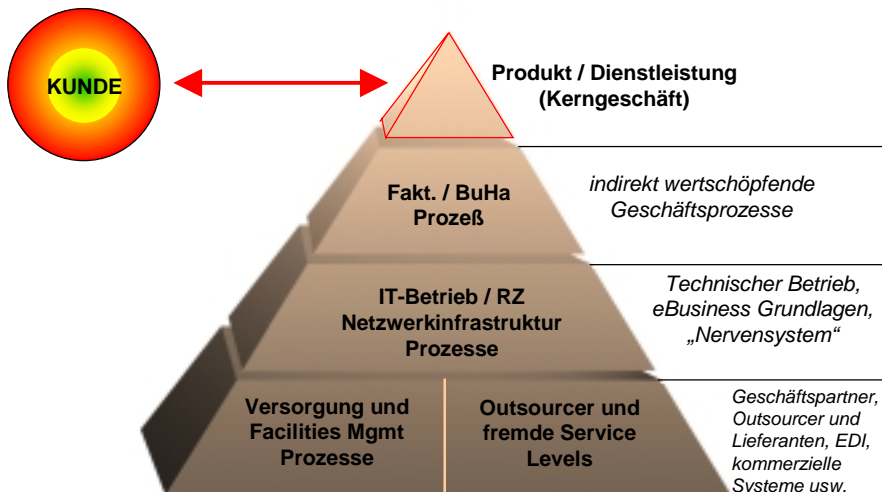 KUNDE
Produkt / Dienstleistung
(Kerngeschäft)
Fakt. / BuHa
Prozeß
indirekt wertschöpfende
Geschäftsprozesse
IT-Betrieb / RZ
Netzwerkinfrastruktur
Prozesse
Technischer Betrieb,
eBusiness Grundlagen,
„Nervensystem“
Versorgung und
Facilities Mgmt
Prozesse
Outsourcer und
fremde Service
Levels
Geschäftspartner,
Outsourcer und
Lieferanten, EDI,
kommerzielle
Systeme usw.